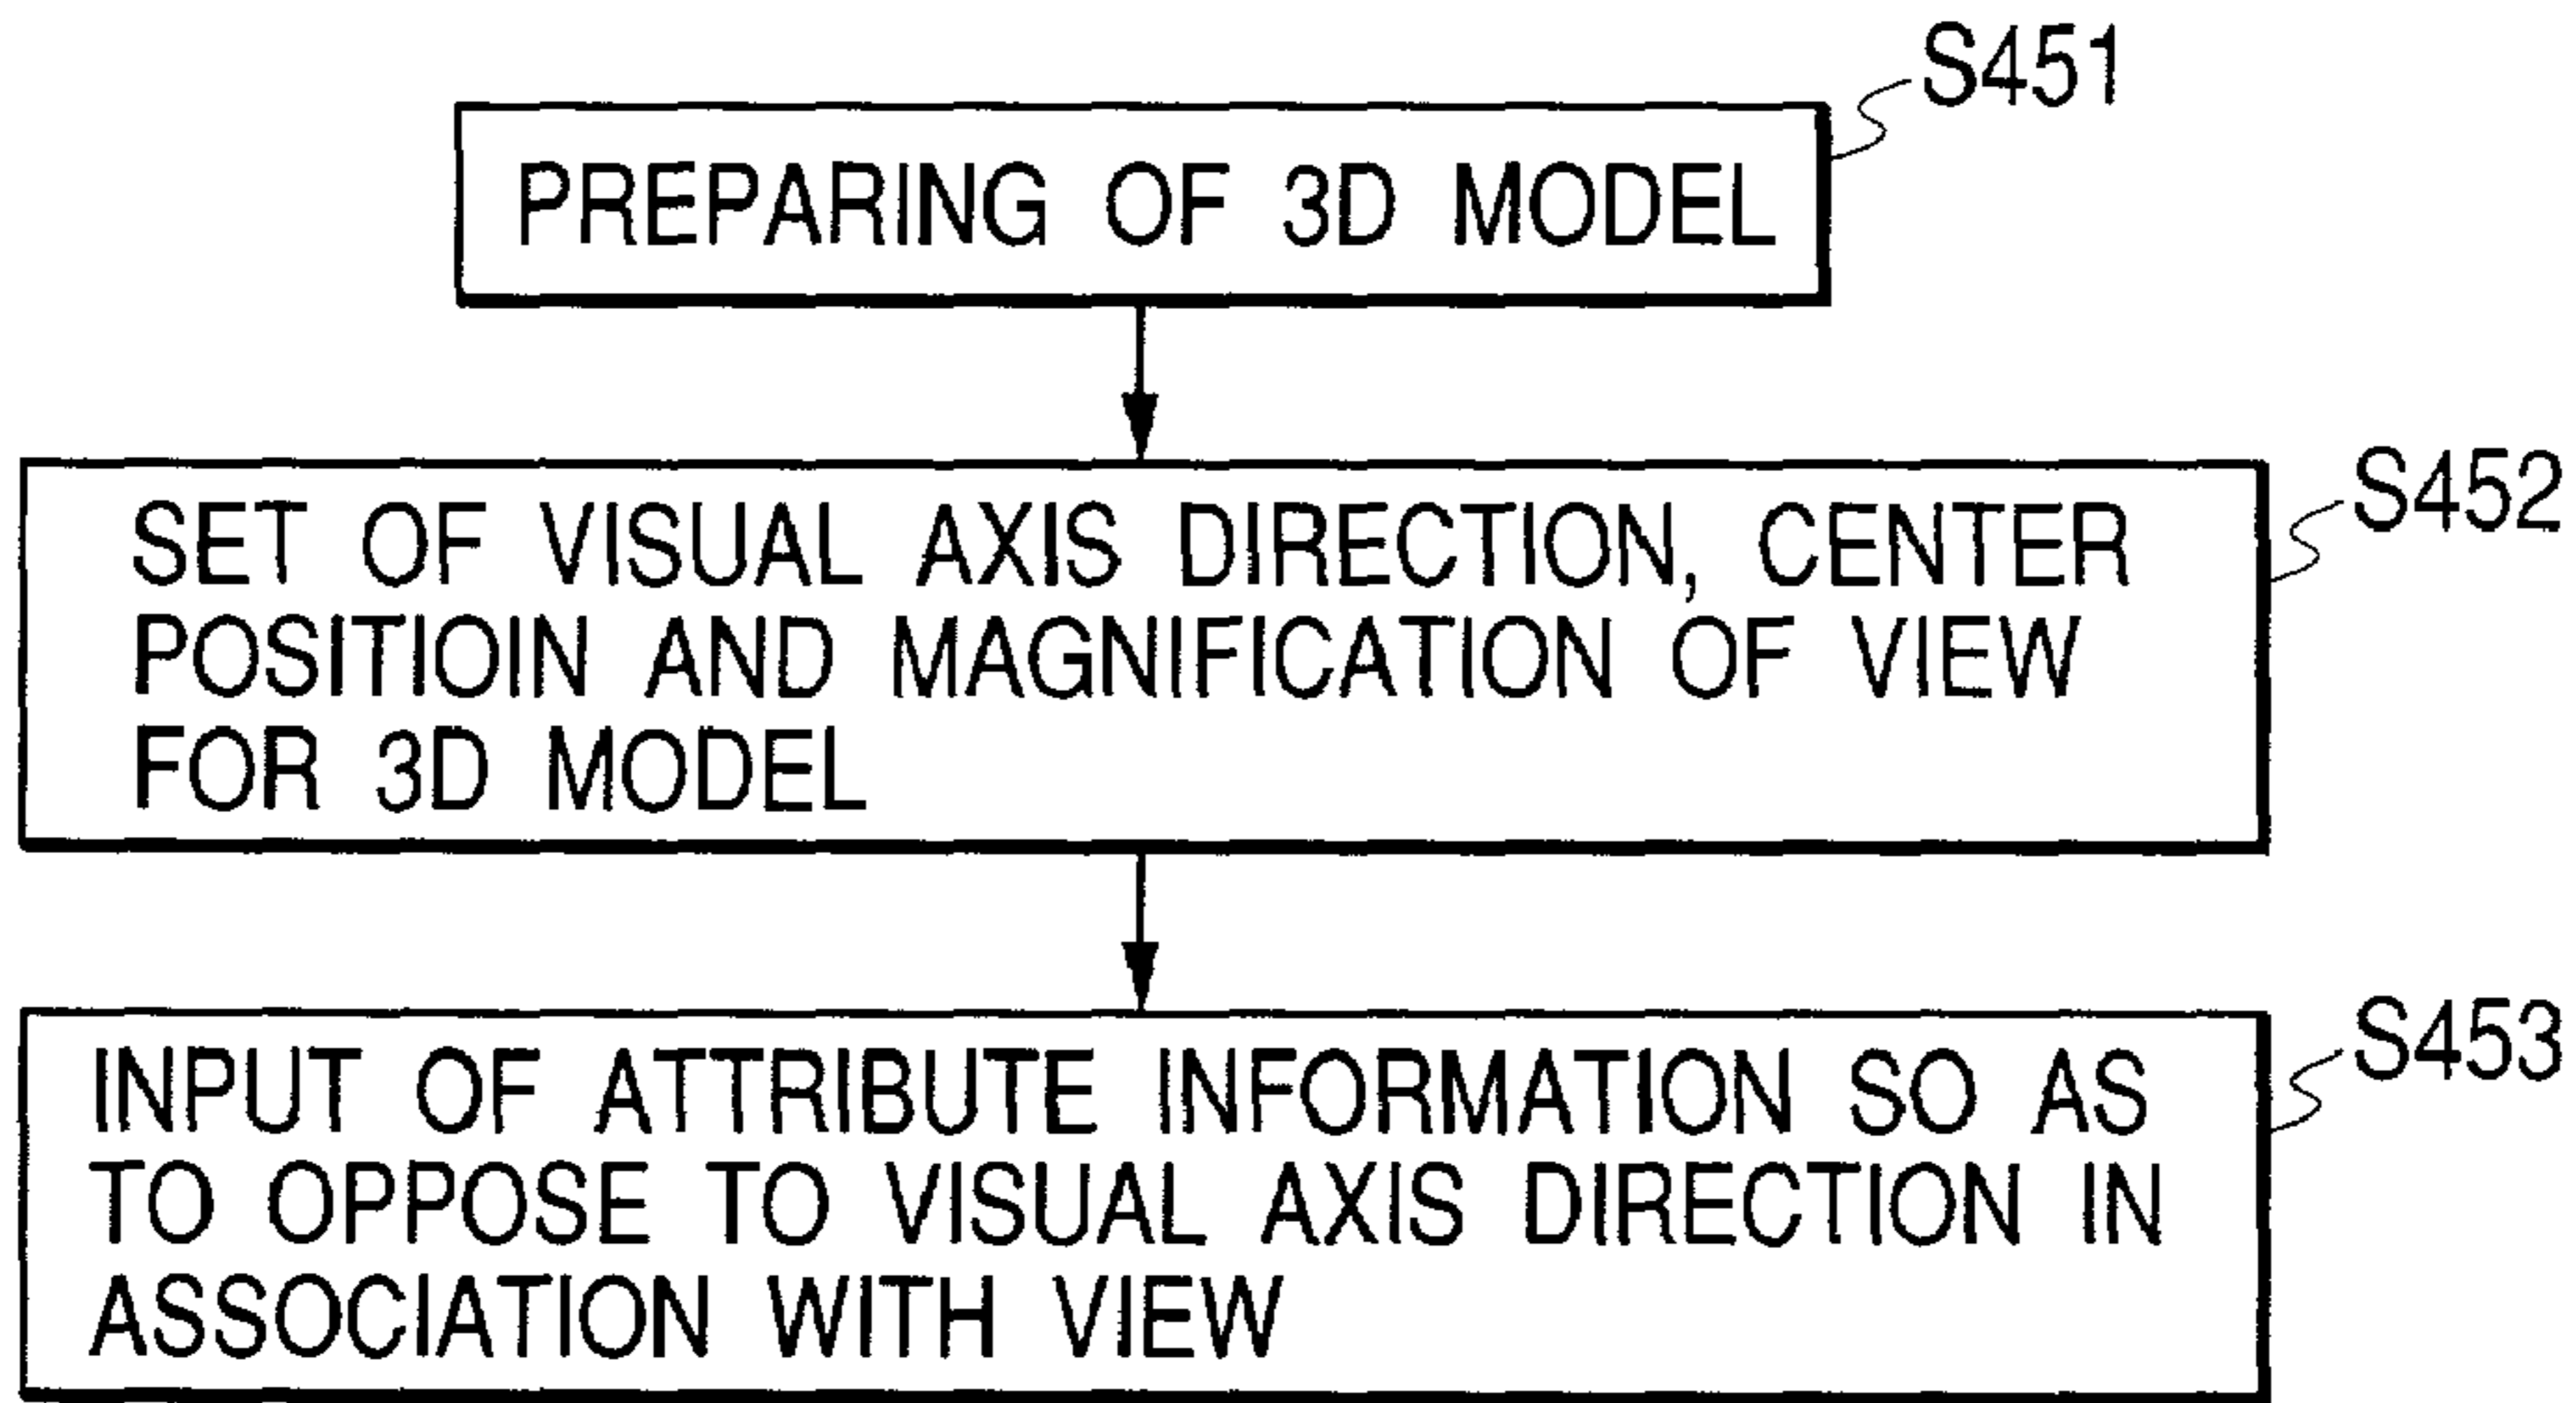 S451
PREPARING OF 3D MODEL
S452
SET OF VISUAL AXIS DIRECTION, CENTER
POSITIOIN AND MAGNIFICATION OF VIEW
FOR 3D MODEL
S453
INPUT OF ATTRIBUTE INFORMATION SO AS
TO OPPOSE TO VISUAL AXIS DIRECTION IN
ASSOCIATION WITH VIEW